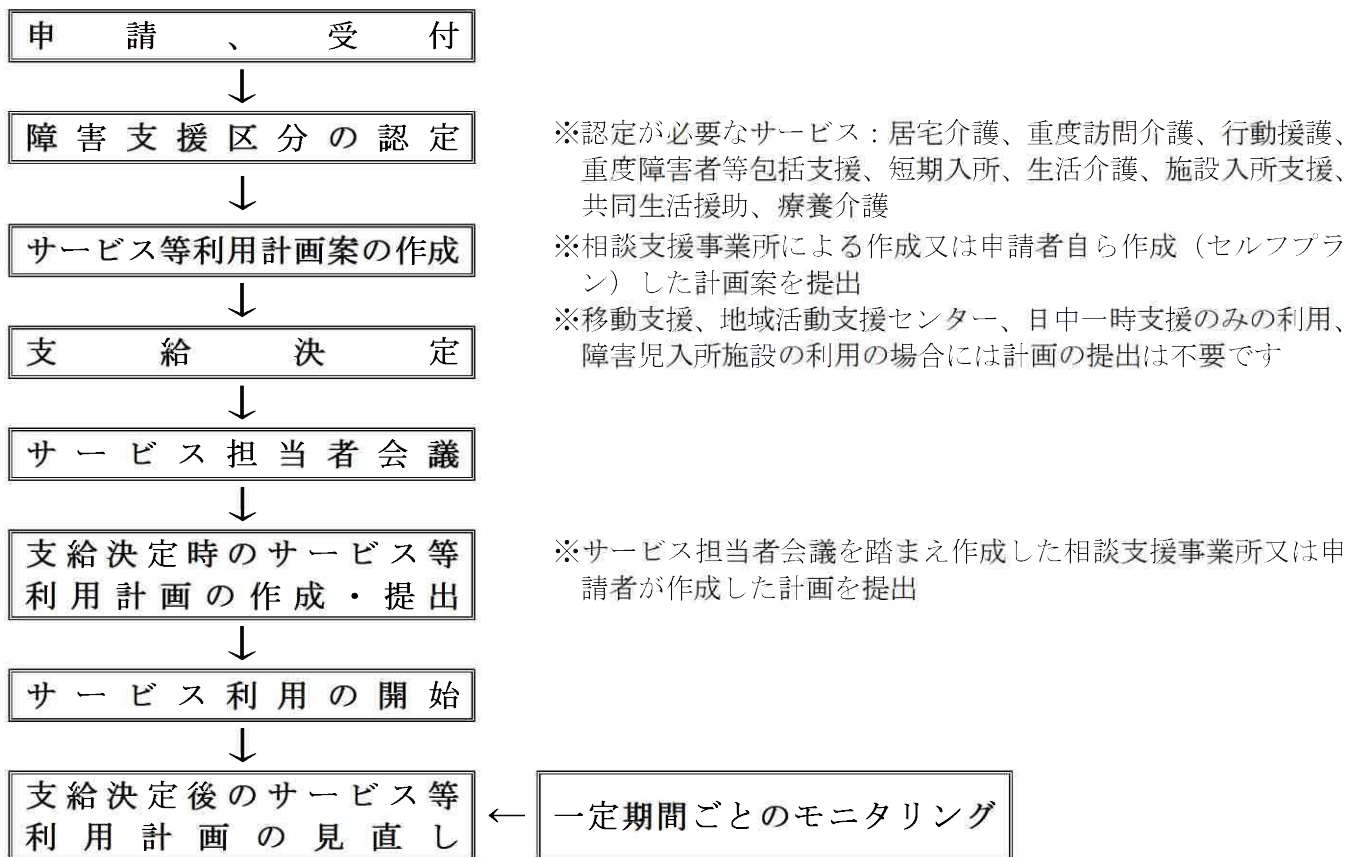 申請、受付
↓
障害支援区分の認定
※認定が必要なサービス：居宅介護、重度訪問介護、行動援護、
重度障害者等包括支援、短期入所、生活介護、施設入所支援、
共同生活援助、療養介護
↓
サービス等利用計画案の作成
※相談支援事業所による作成又は申請者自ら作成（セルフプラ
ン）した計画案を提出
↓
※移動支援、地域活動支援センター、日中一時支援のみの利用、
障害児入所施設の利用の場合には計画の提出は不要です
支給決定
↓
サービス担当者会議
↓
支給決定時のサービス等
利用計画の作成・提出
※サービス担当者会議を踏まえ作成した相談支援事業所又は申
請者が作成した計画を提出
↓
サービス利用の開始
↓
支給決定後のサービス等
利用計画の見直し
← 一定期間ごとのモニタリング